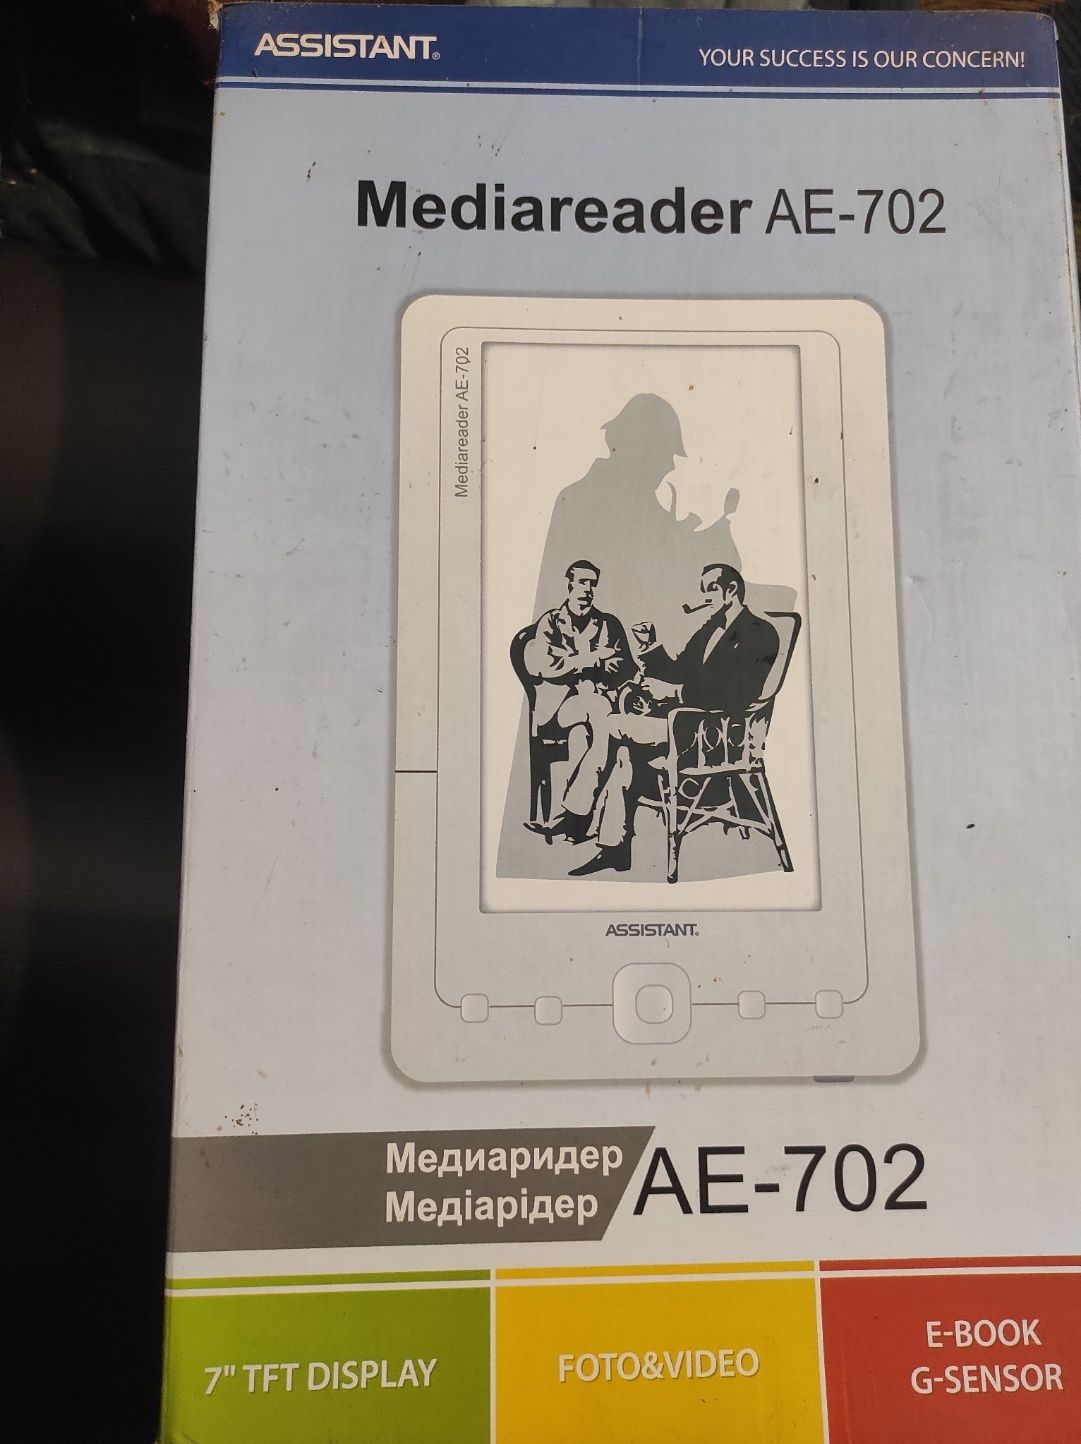 ASSISTANT®
YOUR SUCCESS IS OUR CONCERN!
Mediareader AE-702
Mediareader AE-702
ASSISTANT®
Медиаридер
Медіарідер
AE-702
7" TFT DISPLAY
FOTO&VIDEO
E-BOOK
G-SENSOR